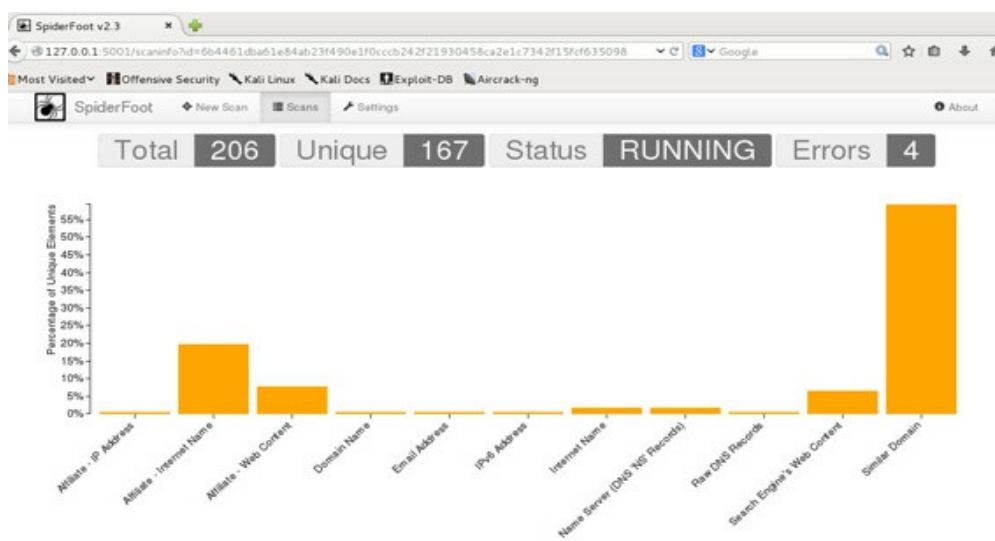 SpiderFoot v2.3
127.0.0.1:5001/scaninfo?id=6b4461dba61e84ab23f490e1f0cccb242f21930458ca2e1c7342f15fcf635098
Google
Most Visited Offensive Security Kali Linux Kali Docs Exploit-DB Aircrack-ng
SpiderFoot New Scan Scans Settings About
Total 206 Unique 167 Status RUNNING Errors 4
Percentage of Unique Elements
55%
50%
45%
40%
35%
30%
25%
20%
15%
10%
5%
0%
Affiliate - IP Address
Affiliate - Internet Name
Affiliate - Web Content
Domain Name
Email Address
IPv6 Address
Internet Name
Name Server (DNS 'NS' Records)
Raw DNS Records
Search Engine's Web Content
Similar Domain